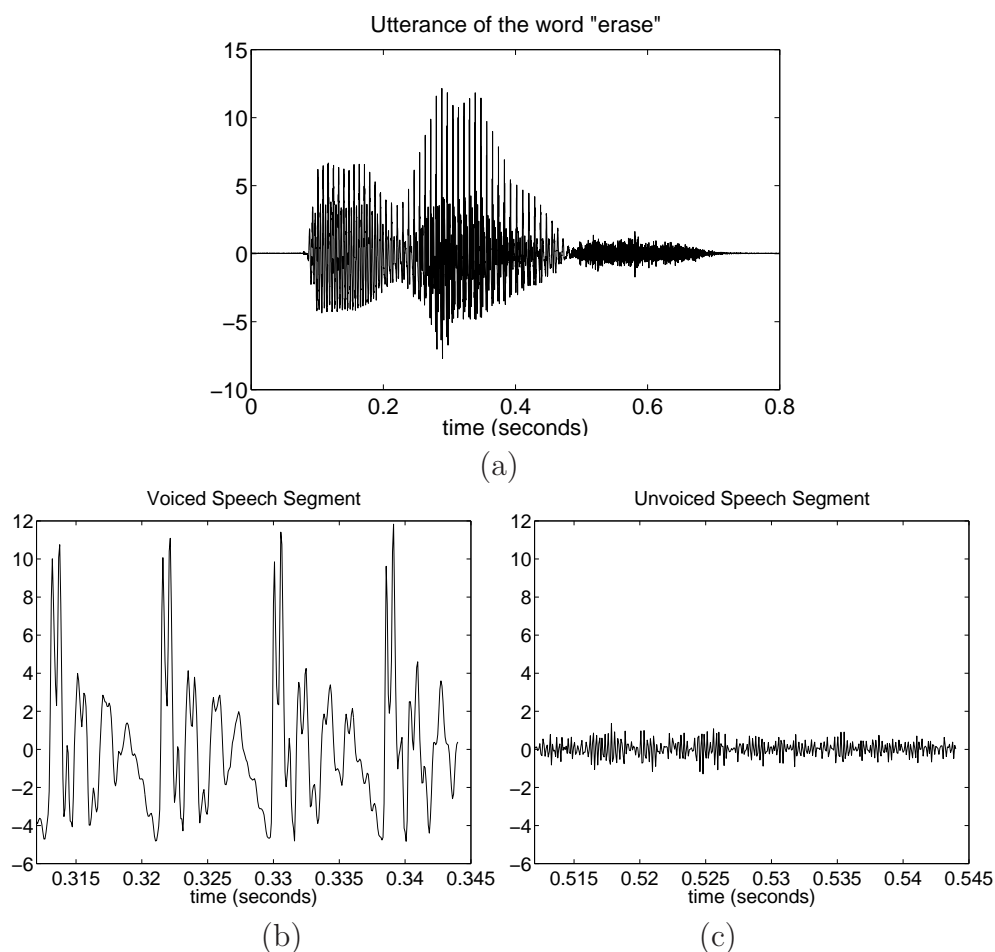 Utterance of the word "erase"
15
10
5
0
−5
−10
0 0.2 0.4 0.6 0.8
time (seconds)
(a)
Voiced Speech Segment
12
10
8
6
4
2
0
−2
−4
−6
0.315 0.32 0.325 0.33 0.335 0.34 0.345
time (seconds)
(b)
Unvoiced Speech Segment
12
10
8
6
4
2
0
−2
−4
−6
0.515 0.52 0.525 0.53 0.535 0.54 0.545
time (seconds)
(c)